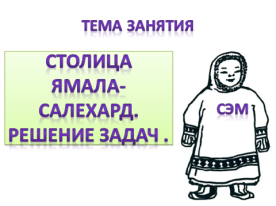 ТЕМА ЗАНЯТИЯ
СТОЛИЦА
ЯМАЛА-
САЛЕХАРД.
РЕШЕНИЕ ЗАДАЧ .
СЭМ